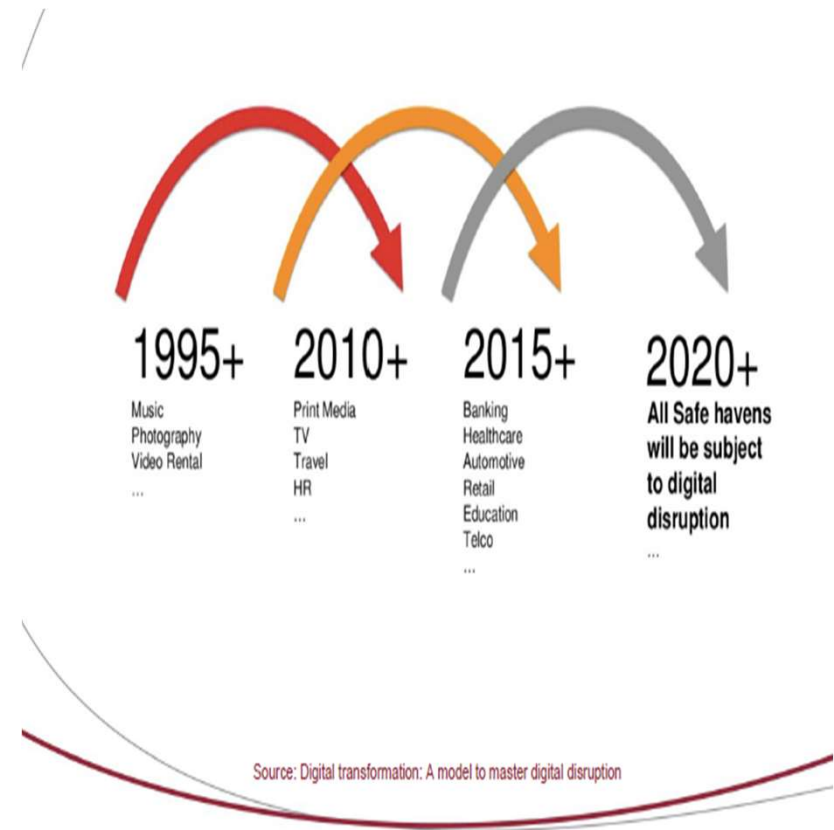 1995+
Music
Photography
Video Rental
...
2010+
Print Media
TV
Travel
HR
...
2015+
Banking
Healthcare
Automotive
Retail
Education
Telco
...
2020+
All Safe havens
will be subject
to digital
disruption
...
Source: Digital transformation: A model to master digital disruption